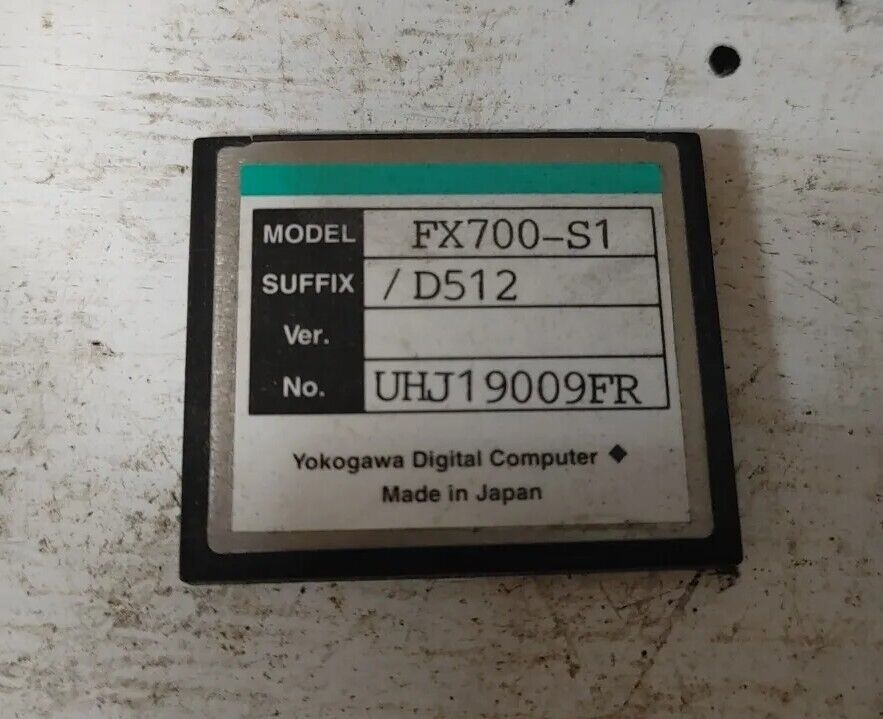 MODEL FX700-S1
SUFFIX /D512
Ver.
No. UHJ19009FR
Yokogawa Digital Computer ◆
Made in Japan